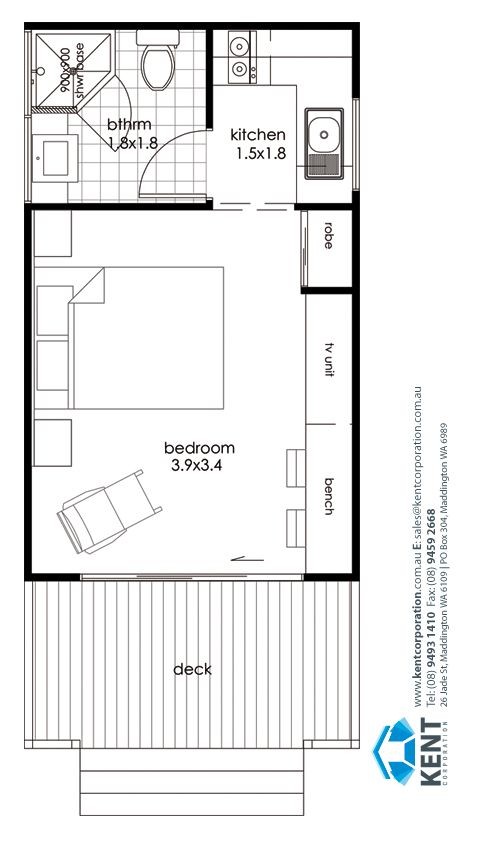 900x900
shwr base
bthrm
1.8x1.8
kitchen
1.5x1.8
robe
tv unit
bedroom
3.9x3.4
bench
deck
www.kentcorporation.com.au E: sales@kentcorporation.com.au
Tel: (08) 9493 1410 Fax: (08) 9459 2668
26 Jade St, Maddington WA 6109 | PO Box 304, Maddington WA 6989
KENT
CORPORATION